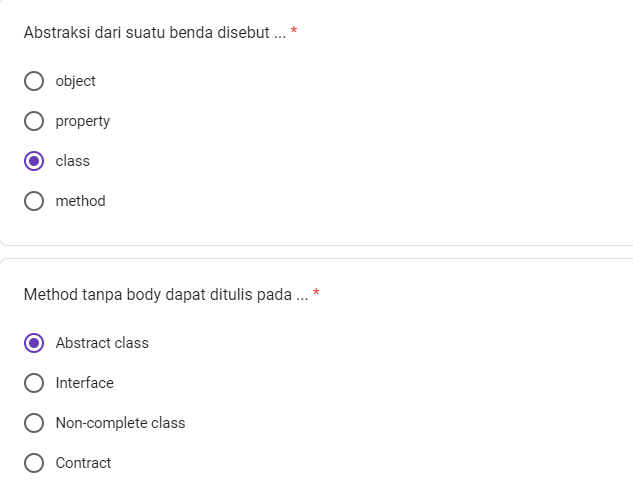 Abstraksi dari suatu benda disebut ... *
object
property
class
method
Method tanpa body dapat ditulis pada ... *
Abstract class
Interface
Non-complete class
Contract